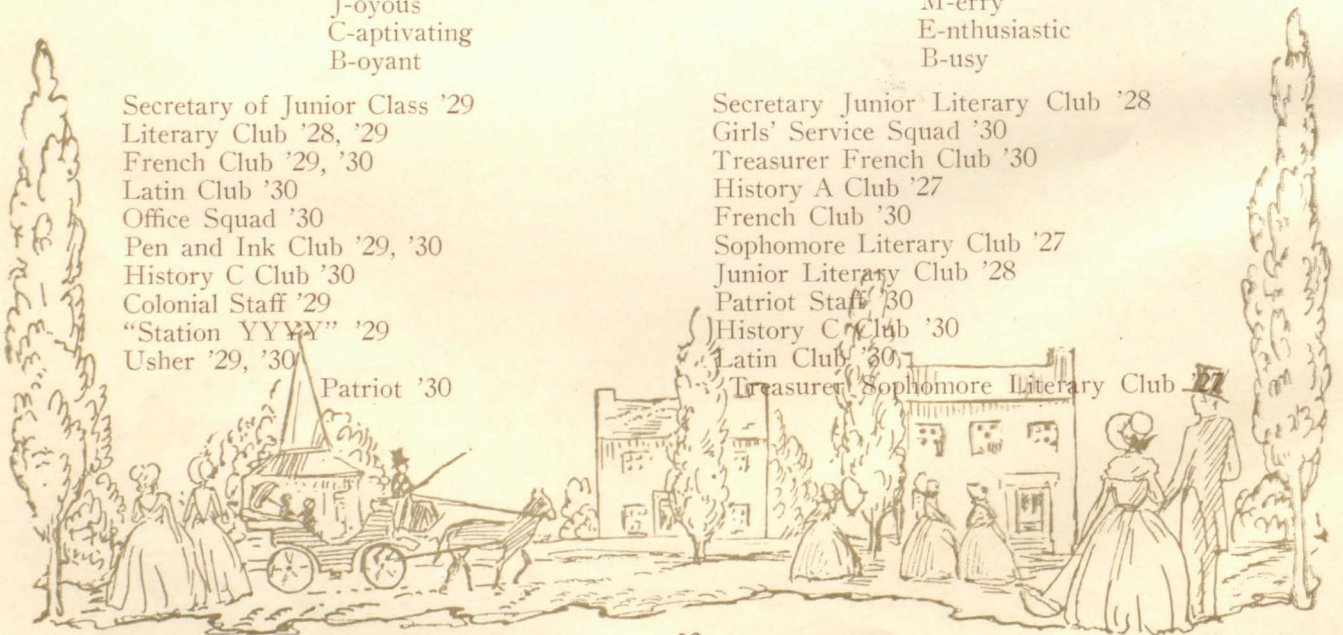 J-oyous
C-aptivating
B-oyant
Secretary of Junior Class '29
Literary Club '28, '29
French Club '29, '30
Latin Club '30
Office Squad '30
Pen and Ink Club '29, '30
History C Club '30
Colonial Staff '29
“Station YYYY” '29
Usher '29, '30
Patriot '30
M-erry
E-nthusiastic
B-usy
Secretary Junior Literary Club '28
Girls' Service Squad '30
Treasurer French Club '30
History A Club '27
French Club '30
Sophomore Literary Club '27
Junior Literary Club '28
Patriot Staff '30
History C Club '30
Latin Club '30
Treasurer Sophomore Literary Club '27